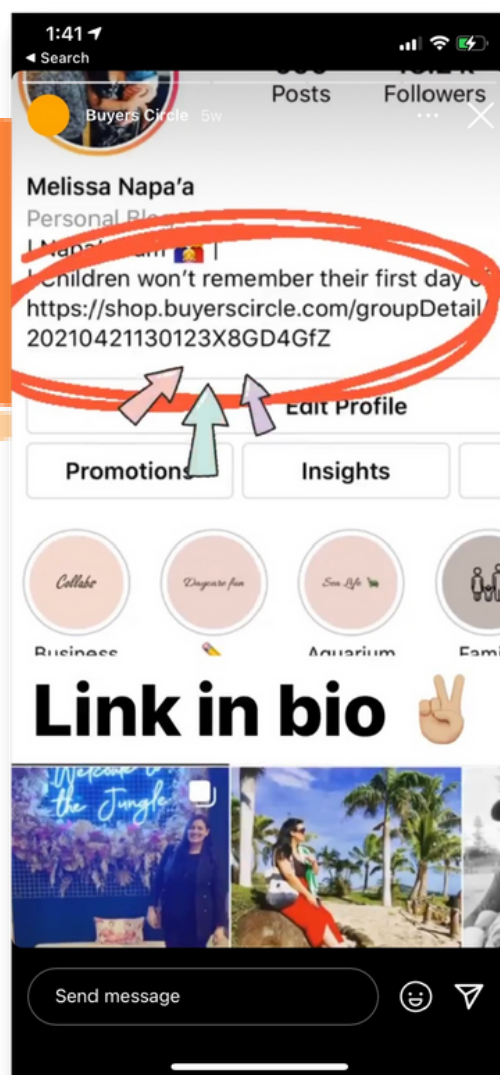 1:41
◀ Search
Posts Followers
Buyers Circle 5w
Melissa Napa'a
Personal Blog
Children won't remember their first day
https://shop.buyerscircle.com/groupDetail/
20210421130123X8GD4GfZ
Edit Profile
Promotions Insights
Collabs Daycare fun Sea Life
Business Aquarium
Link in bio ✌🏼
Welcome to
the Jungle
Send message